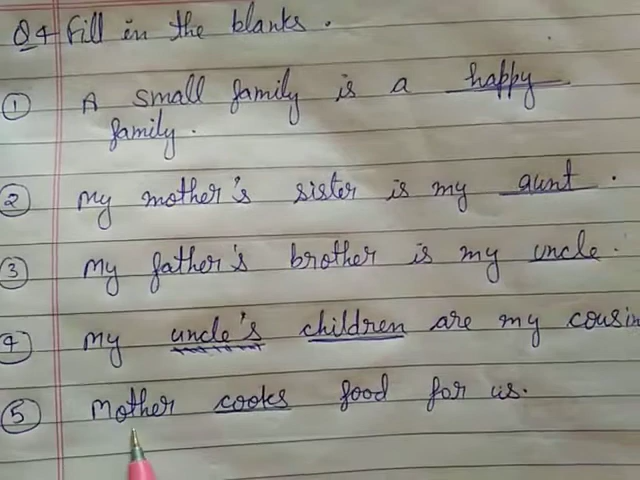 Q4 Fill in the blanks.
① A small family is a happy
family.
② My mother's sister is my aunt.
③ My father's brother is my uncle.
④ My uncle's children are my cousin
⑤ Mother cooks food for us.